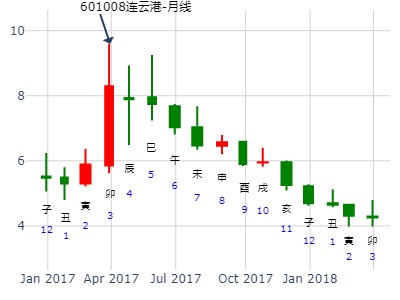 601008连云港-月线
10
8
6
4
子
丑
寅
卯
辰
巳
午
未
申
酉
戌
亥
子
丑
寅
卯
12
1
2
3
4
5
6
7
8
9
10
11
12
1
2
3
Jan 2017
Apr 2017
Jul 2017
Oct 2017
Jan 2018